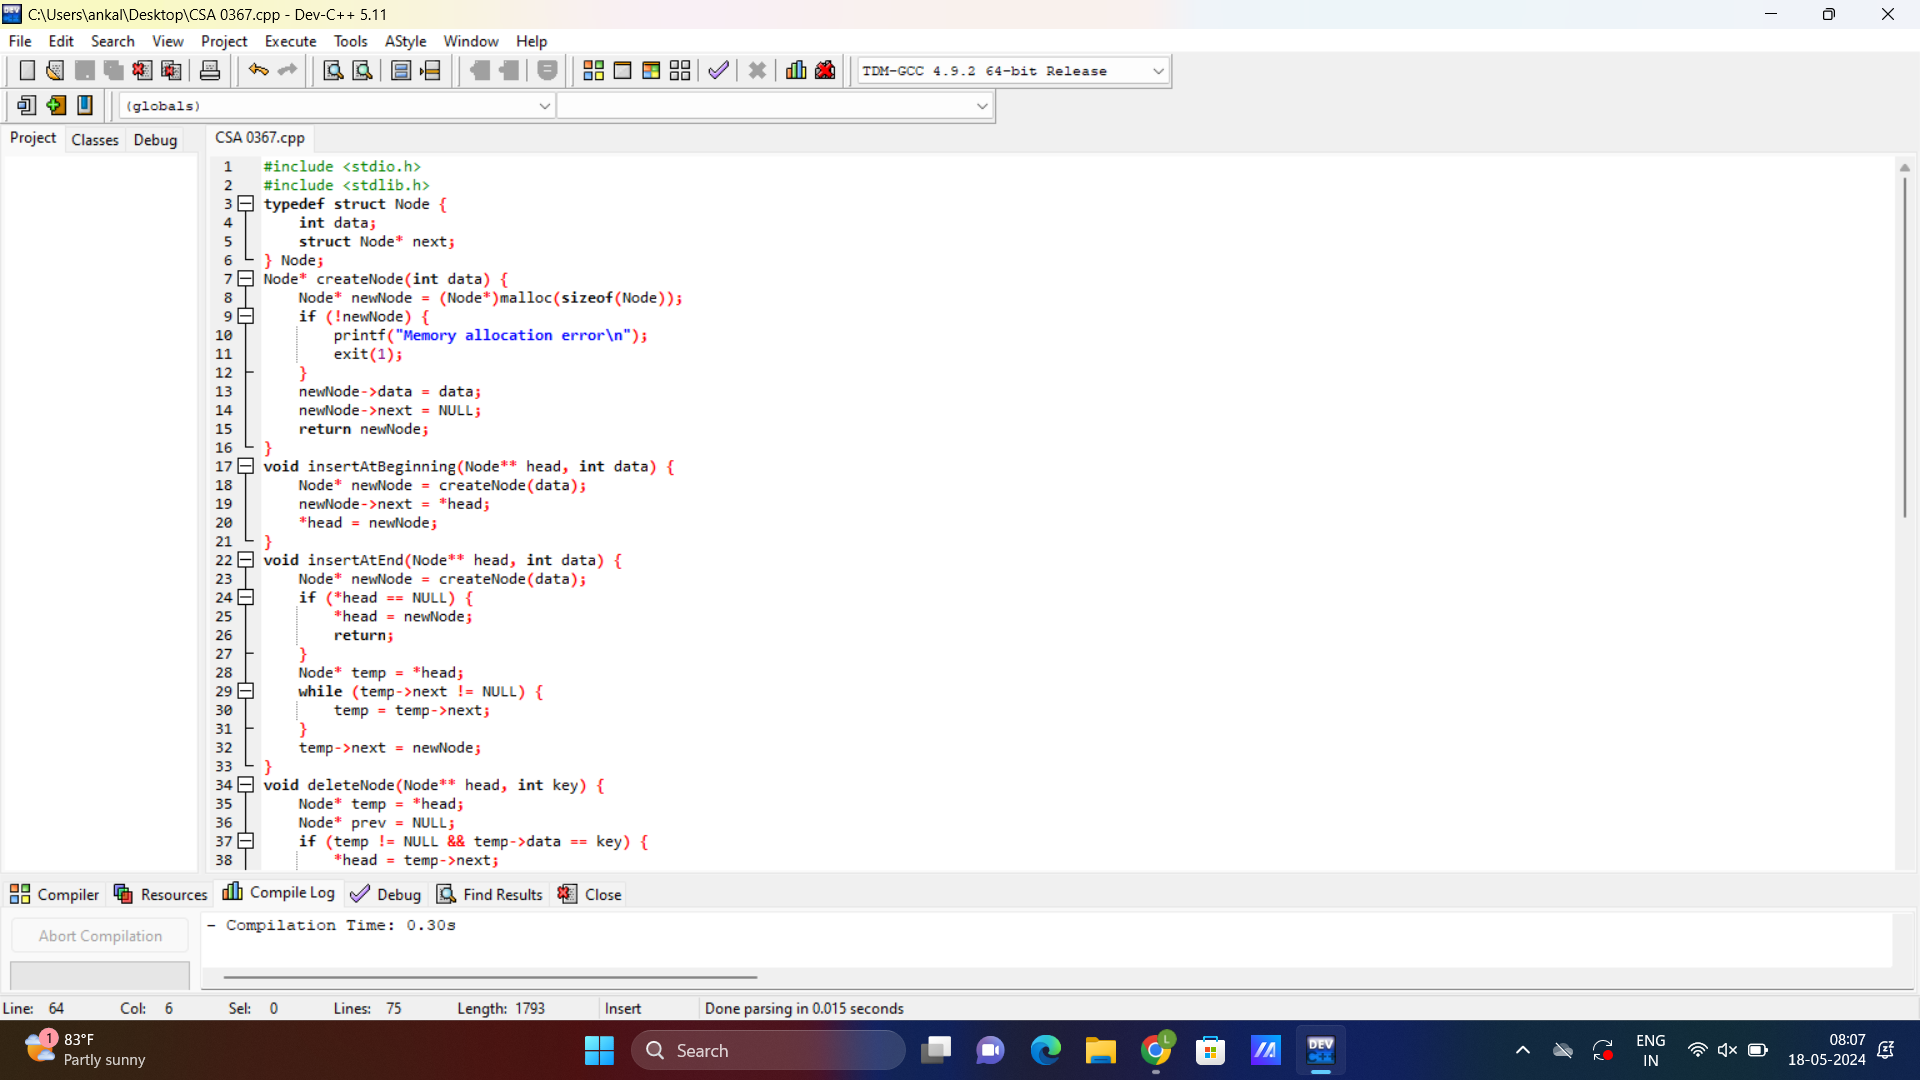 C:\Users\ankal\Desktop\CSA 0367.cpp - Dev-C++ 5.11
File Edit Search View Project Execute Tools AStyle Window Help
TDM-GCC 4.9.2 64-bit Release
(globals)
Project Classes Debug CSA 0367.cpp
1 #include <stdio.h>
2 #include <stdlib.h>
3 typedef struct Node {
4     int data;
5     struct Node* next;
6 } Node;
7 Node* createNode(int data) {
8     Node* newNode = (Node*)malloc(sizeof(Node));
9     if (!newNode) {
10         printf("Memory allocation error\n");
11         exit(1);
12     }
13     newNode->data = data;
14     newNode->next = NULL;
15     return newNode;
16 }
17 void insertAtBeginning(Node** head, int data) {
18     Node* newNode = createNode(data);
19     newNode->next = *head;
20     *head = newNode;
21 }
22 void insertAtEnd(Node** head, int data) {
23     Node* newNode = createNode(data);
24     if (*head == NULL) {
25         *head = newNode;
26         return;
27     }
28     Node* temp = *head;
29     while (temp->next != NULL) {
30         temp = temp->next;
31     }
32     temp->next = newNode;
33 }
34 void deleteNode(Node** head, int key) {
35     Node* temp = *head;
36     Node* prev = NULL;
37     if (temp != NULL && temp->data == key) {
38         *head = temp->next;
Compiler Resources Compile Log Debug Find Results Close
Abort Compilation
- Compilation Time: 0.30s
Line: 64 Col: 6 Sel: 0 Lines: 75 Length: 1793 Insert Done parsing in 0.015 seconds
1 83°F
Partly sunny
Search
L
DEV C++
ENG
IN
08:07
18-05-2024